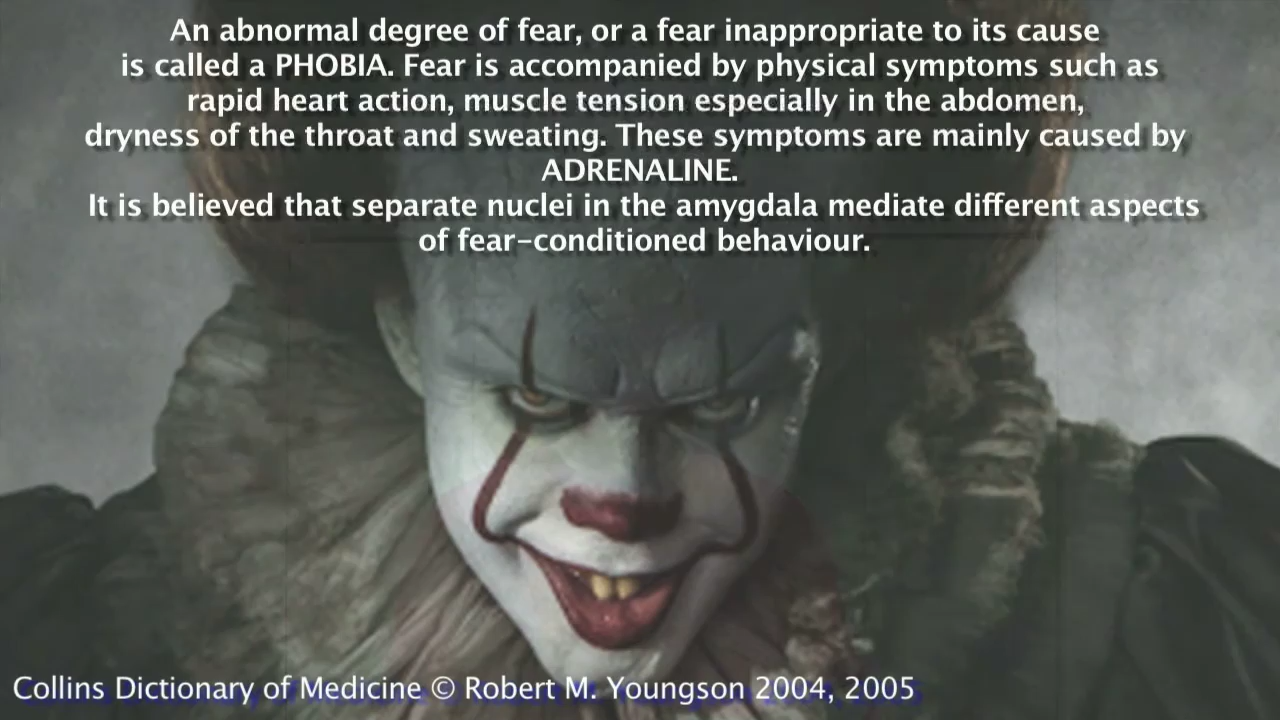 An abnormal degree of fear, or a fear inappropriate to its cause
is called a PHOBIA. Fear is accompanied by physical symptoms such as
rapid heart action, muscle tension especially in the abdomen,
dryness of the throat and sweating. These symptoms are mainly caused by
ADRENALINE.
It is believed that separate nuclei in the amygdala mediate different aspects
of fear-conditioned behaviour.
Collins Dictionary of Medicine © Robert M. Youngson 2004, 2005